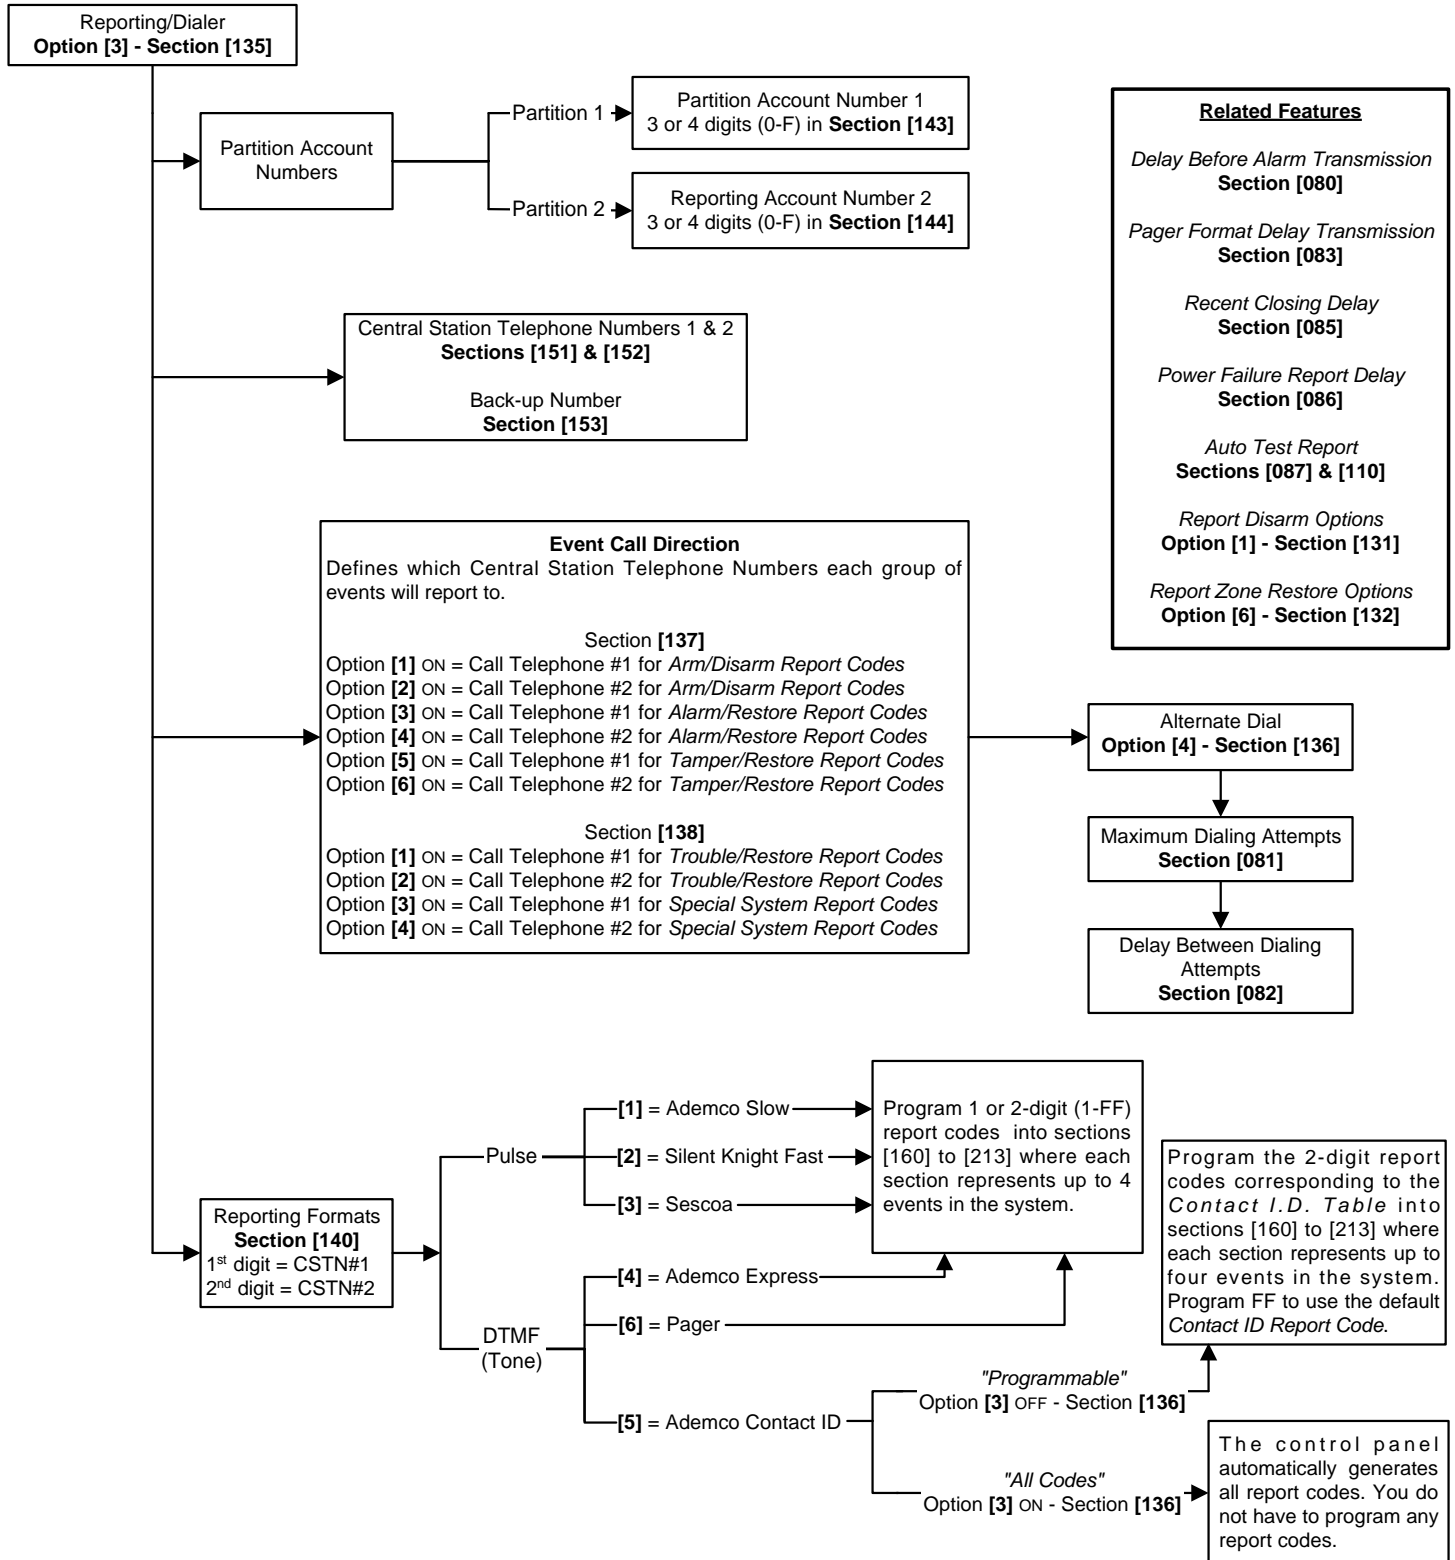 Reporting/Dialer
Option [3] - Section [135]
Partition Account
Numbers
Partition 1
Partition Account Number 1
3 or 4 digits (0-F) in Section [143]
Partition 2
Reporting Account Number 2
3 or 4 digits (0-F) in Section [144]
Related Features
Delay Before Alarm Transmission
Section [080]
Pager Format Delay Transmission
Section [083]
Recent Closing Delay
Section [085]
Power Failure Report Delay
Section [086]
Auto Test Report
Sections [087] & [110]
Report Disarm Options
Option [1] - Section [131]
Report Zone Restore Options
Option [6] - Section [132]
Central Station Telephone Numbers 1 & 2
Sections [151] & [152]
Back-up Number
Section [153]
Event Call Direction
Defines which Central Station Telephone Numbers each group of
events will report to.
Section [137]
Option [1] ON = Call Telephone #1 for Arm/Disarm Report Codes
Option [2] ON = Call Telephone #2 for Arm/Disarm Report Codes
Option [3] ON = Call Telephone #1 for Alarm/Restore Report Codes
Option [4] ON = Call Telephone #2 for Alarm/Restore Report Codes
Option [5] ON = Call Telephone #1 for Tamper/Restore Report Codes
Option [6] ON = Call Telephone #2 for Tamper/Restore Report Codes
Section [138]
Option [1] ON = Call Telephone #1 for Trouble/Restore Report Codes
Option [2] ON = Call Telephone #2 for Trouble/Restore Report Codes
Option [3] ON = Call Telephone #1 for Special System Report Codes
Option [4] ON = Call Telephone #2 for Special System Report Codes
Alternate Dial
Option [4] - Section [136]
Maximum Dialing Attempts
Section [081]
Delay Between Dialing
Attempts
Section [082]
Reporting Formats
Section [140]
1st digit = CSTN#1
2nd digit = CSTN#2
Pulse
[1] = Ademco Slow
[2] = Silent Knight Fast
[3] = Sescoa
Program 1 or 2-digit (1-FF)
report codes into sections
[160] to [213] where each
section represents up to 4
events in the system.
DTMF
(Tone)
[4] = Ademco Express
[6] = Pager
[5] = Ademco Contact ID
"Programmable"
Option [3] OFF - Section [136]
Program the 2-digit report
codes corresponding to the
Contact I.D. Table into
sections [160] to [213] where
each section represents up to
four events in the system.
Program FF to use the default
Contact ID Report Code.
"All Codes"
Option [3] ON - Section [136]
The control panel
automatically generates
all report codes. You do
not have to program any
report codes.